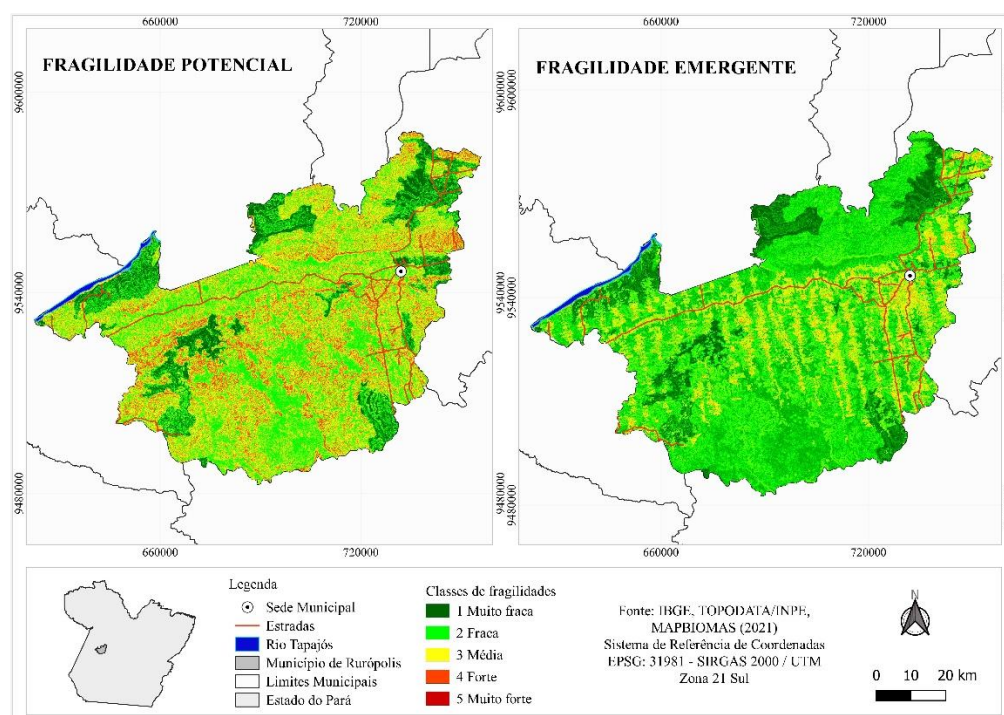 660000
720000
660000
720000
FRAGILIDADE POTENCIAL
FRAGILIDADE EMERGENTE
9600000
9540000
9480000
9600000
9540000
9480000
660000
720000
660000
720000
Legenda
Sede Municipal
Estradas
Rio Tapajós
Município de Rurópolis
Limites Municipais
Estado do Pará
Classes de fragilidades
1 Muito fraca
2 Fraca
3 Média
4 Forte
5 Muito forte
Fonte: IBGE, TOPODATA/INPE,
MAPBIOMAS (2021)
Sistema de Referência de Coordenadas
EPSG: 31981 - SIRGAS 2000 / UTM
Zona 21 Sul
N
0 10 20 km